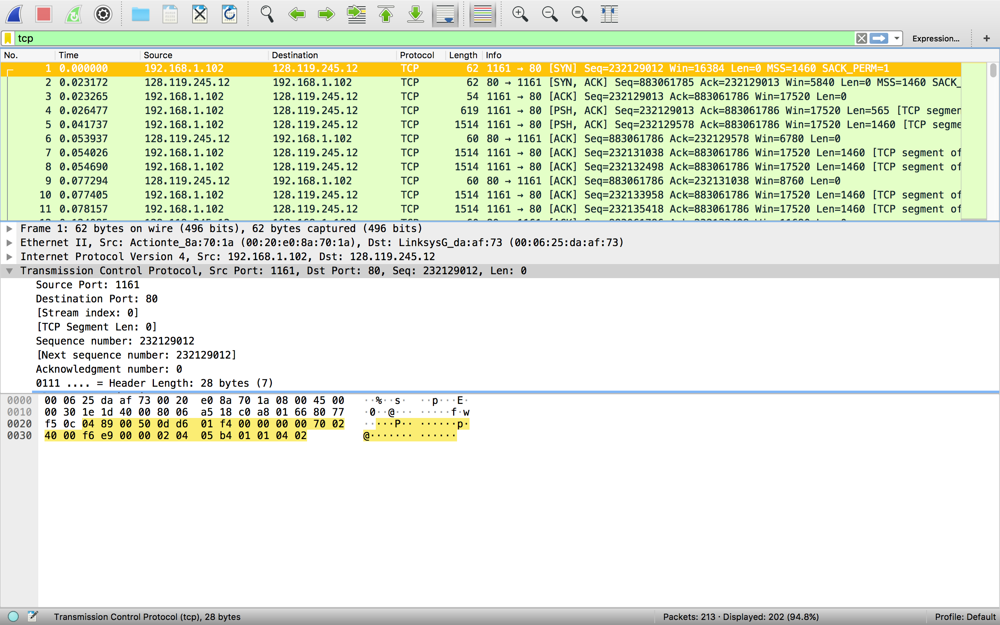 tcp Expression... +
No. Time Source Destination Protocol Length Info
1 0.000000 192.168.1.102 128.119.245.12 TCP 62 1161 → 80 [SYN] Seq=232129012 Win=16384 Len=0 MSS=1460 SACK_PERM=1
2 0.023172 128.119.245.12 192.168.1.102 TCP 62 80 → 1161 [SYN, ACK] Seq=883061785 Ack=232129013 Win=5840 Len=0 MSS=1460 SACK_
3 0.023265 192.168.1.102 128.119.245.12 TCP 54 1161 → 80 [ACK] Seq=232129013 Ack=883061786 Win=17520 Len=0
4 0.026477 192.168.1.102 128.119.245.12 TCP 619 1161 → 80 [PSH, ACK] Seq=232129013 Ack=883061786 Win=17520 Len=565 [TCP segmen
5 0.041737 192.168.1.102 128.119.245.12 TCP 1514 1161 → 80 [PSH, ACK] Seq=232129578 Ack=883061786 Win=17520 Len=1460 [TCP segme
6 0.053937 128.119.245.12 192.168.1.102 TCP 60 80 → 1161 [ACK] Seq=883061786 Ack=232129578 Win=6780 Len=0
7 0.054026 192.168.1.102 128.119.245.12 TCP 1514 1161 → 80 [ACK] Seq=232131038 Ack=883061786 Win=17520 Len=1460 [TCP segment of
8 0.054690 192.168.1.102 128.119.245.12 TCP 1514 1161 → 80 [ACK] Seq=232132498 Ack=883061786 Win=17520 Len=1460 [TCP segment of
9 0.077294 128.119.245.12 192.168.1.102 TCP 60 80 → 1161 [ACK] Seq=883061786 Ack=232131038 Win=8760 Len=0
10 0.077405 192.168.1.102 128.119.245.12 TCP 1514 1161 → 80 [ACK] Seq=232133958 Ack=883061786 Win=17520 Len=1460 [TCP segment of
11 0.078157 192.168.1.102 128.119.245.12 TCP 1514 1161 → 80 [ACK] Seq=232135418 Ack=883061786 Win=17520 Len=1460 [TCP segment of
Frame 1: 62 bytes on wire (496 bits), 62 bytes captured (496 bits)
Ethernet II, Src: Actionte_8a:70:1a (00:20:e0:8a:70:1a), Dst: LinksysG_da:af:73 (00:06:25:da:af:73)
Internet Protocol Version 4, Src: 192.168.1.102, Dst: 128.119.245.12
Transmission Control Protocol, Src Port: 1161, Dst Port: 80, Seq: 232129012, Len: 0
Source Port: 1161
Destination Port: 80
[Stream index: 0]
[TCP Segment Len: 0]
Sequence number: 232129012
[Next sequence number: 232129012]
Acknowledgment number: 0
0111 .... = Header Length: 28 bytes (7)
0000 00 06 25 da af 73 00 20 e0 8a 70 1a 08 00 45 00 ··%··s· ··p···E·
0010 00 30 1e 1d 40 00 80 06 a5 18 c0 a8 01 66 80 77 ·0··@··· ·····f·w
0020 f5 0c 04 89 00 50 0d d6 01 f4 00 00 00 00 70 02 ·····P·· ······p·
0030 40 00 f6 e9 00 00 02 04 05 b4 01 01 04 02 @······· ······
Transmission Control Protocol (tcp), 28 bytes Packets: 213 · Displayed: 202 (94.8%) Profile: Default